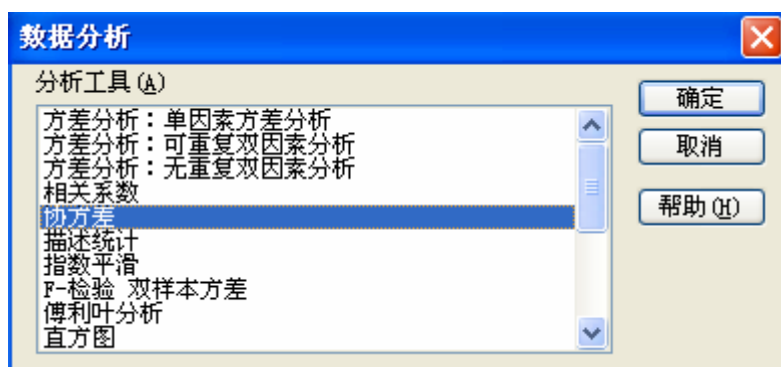 数据分析
分析工具(A)
方差分析：单因素方差分析
方差分析：可重复双因素分析
方差分析：无重复双因素分析
相关系数
协方差
描述统计
指数平滑
F-检验 双样本方差
傅利叶分析
直方图
确定
取消
帮助(H)